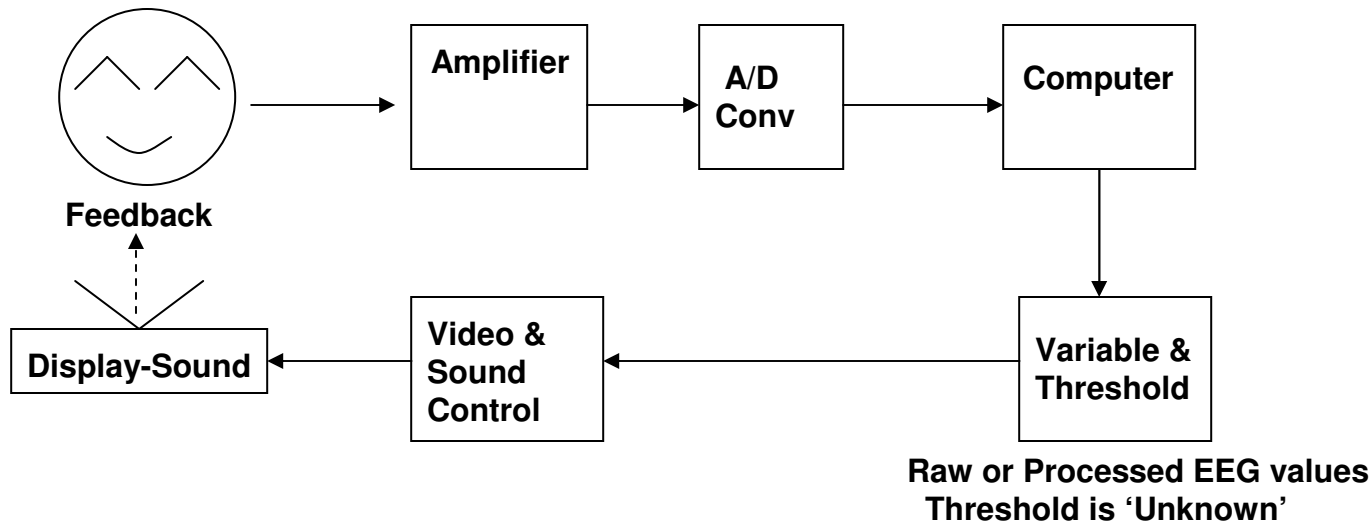 Amplifier
A/D
Conv
Computer
Feedback
Display-Sound
Video &
Sound
Control
Variable &
Threshold
Raw or Processed EEG values
Threshold is ‘Unknown’